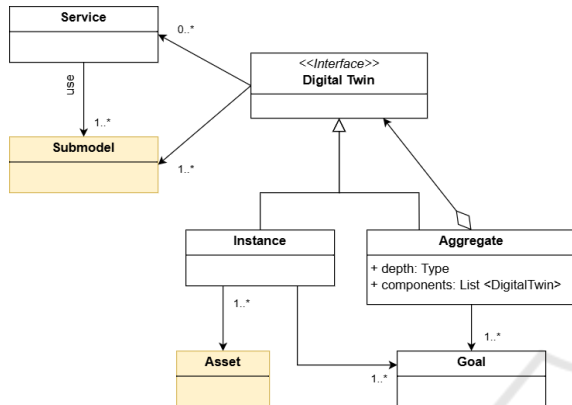 Service
0..*
<<Interface>>
Digital Twin
use
1..*
Submodel
1..*
Instance
Aggregate
+ depth: Type
+ components: List <DigitalTwin>
1..*
1..*
Asset
Goal
1..*